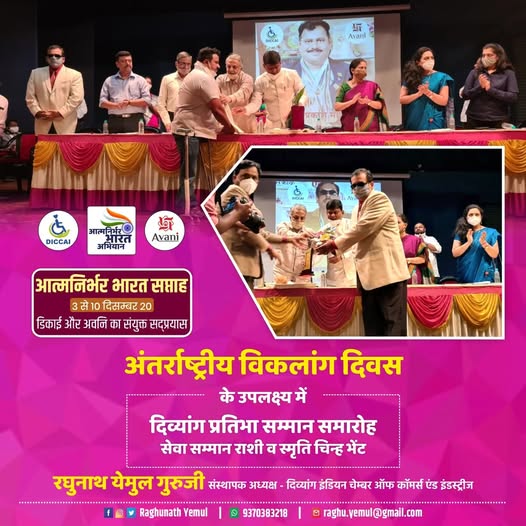 DICCAI
Avani
DICCAI
आत्मनिर्भर
भारत
अभियान
Avani
आत्मनिर्भर भारत सप्ताह
3 से 10 दिसम्बर 20
डिकाई और अवनि का संयुक्त सद्प्रयास
अंतर्राष्ट्रीय विकलांग दिवस
के उपलक्ष्य में
दिव्यांग प्रतिभा सम्मान समारोह
सेवा सम्मान राशी व स्मृति चिन्ह भेंट
रघुनाथ येमुल गुरुजी संस्थापक अध्यक्ष - दिव्यांग इंडियन चेम्बर ऑफ कॉमर्स एंड इंडस्ट्रीज
Raghunath Yemul | 9370383218 | raghu.yemul@gmail.com